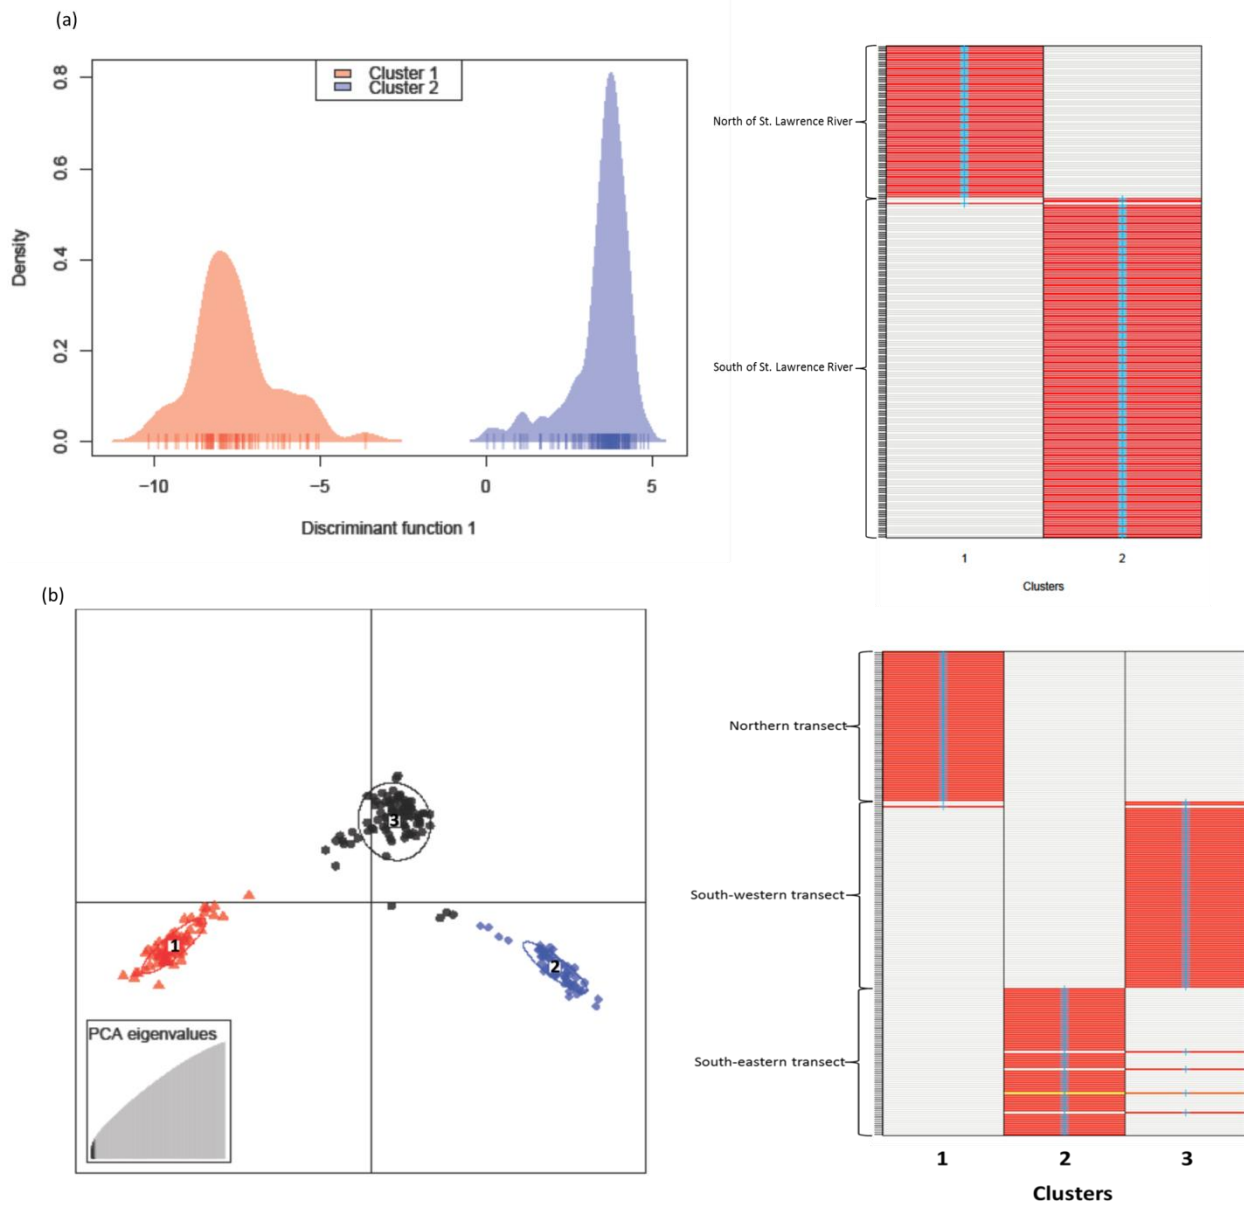 (a)
Cluster 1
Cluster 2
Density
0.0
0.2
0.4
0.6
0.8
−10
−5
0
5
Discriminant function 1
North of St. Lawrence River
South of St. Lawrence River
1
2
Clusters
(b)
3
1
2
PCA eigenvalues
Northern transect
South-western transect
South-eastern transect
1
2
3
Clusters